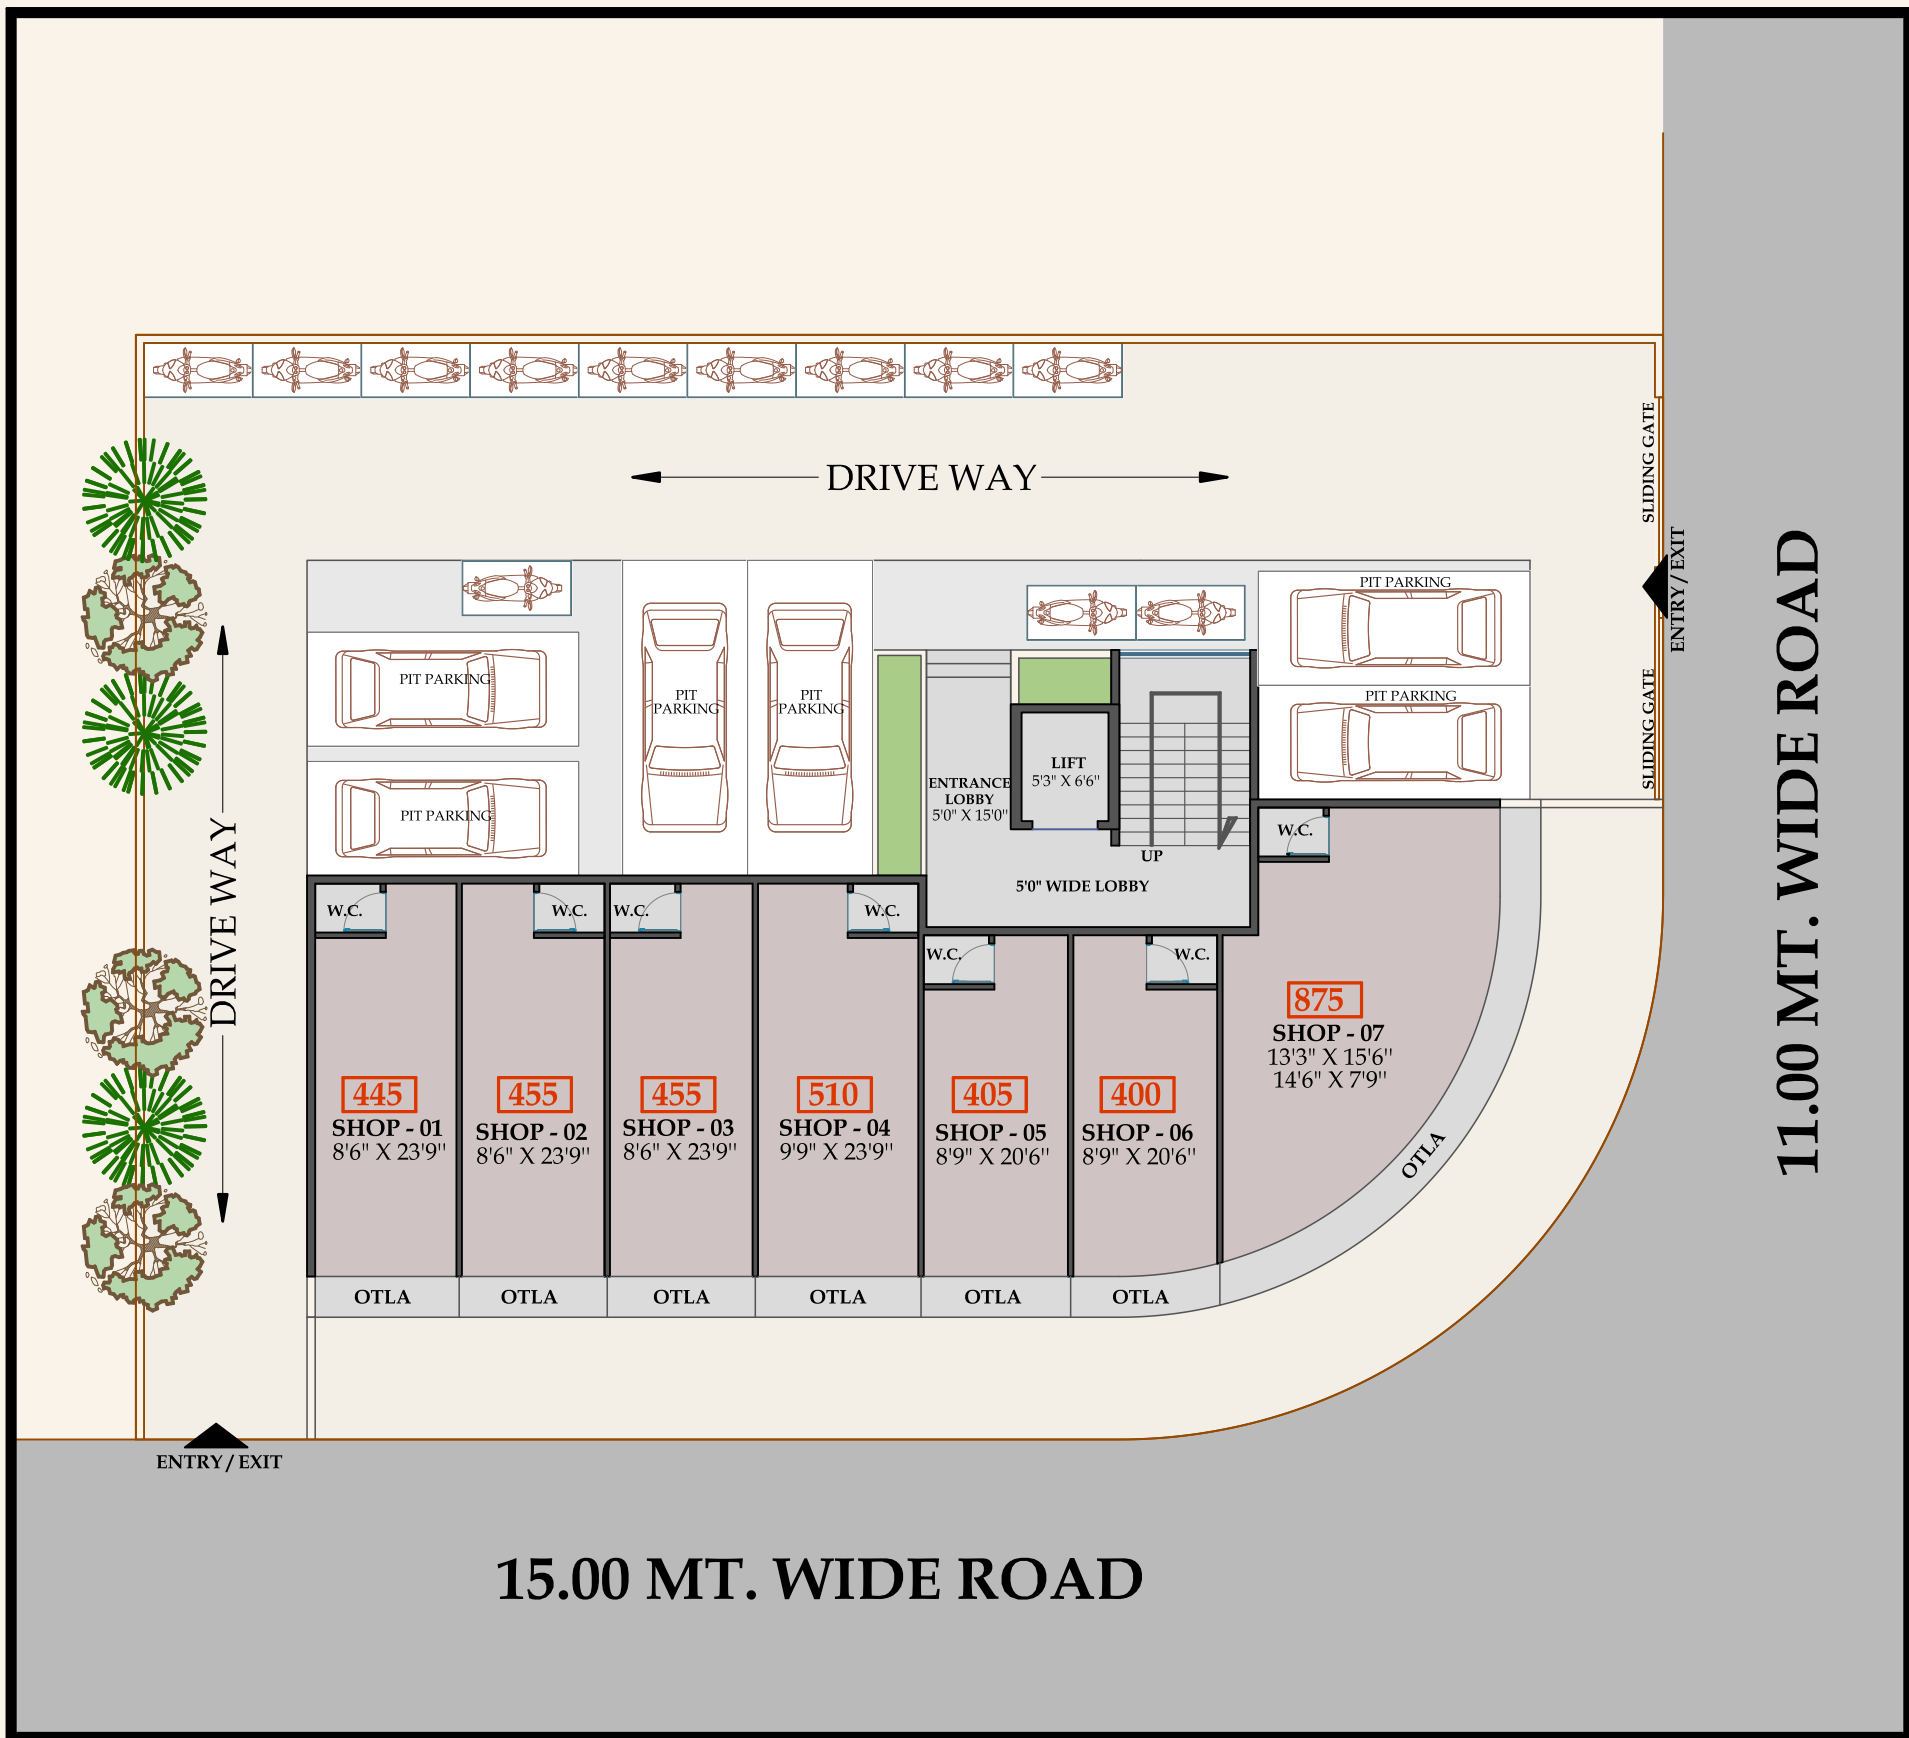 DRIVE WAY
SLIDING GATE
ENTRY / EXIT
SLIDING GATE
11.00 MT. WIDE ROAD
PIT PARKING
PIT PARKING
PIT PARKING
PIT PARKING
PIT
PARKING
PIT
PARKING
ENTRANCE
LOBBY
5'0" X 15'0"
LIFT
5'3" X 6'6"
UP
5'0" WIDE LOBBY
DRIVE WAY
W.C.
W.C.
W.C.
W.C.
W.C.
W.C.
W.C.
445
SHOP - 01
8'6" X 23'9"
455
SHOP - 02
8'6" X 23'9"
455
SHOP - 03
8'6" X 23'9"
510
SHOP - 04
9'9" X 23'9"
405
SHOP - 05
8'9" X 20'6"
400
SHOP - 06
8'9" X 20'6"
875
SHOP - 07
13'3" X 15'6"
14'6" X 7'9"
OTLA
OTLA
OTLA
OTLA
OTLA
OTLA
OTLA
ENTRY / EXIT
15.00 MT. WIDE ROAD